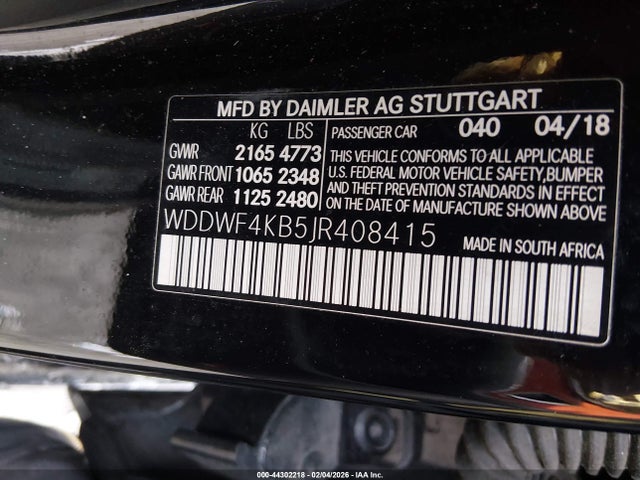 MFD BY DAIMLER AG STUTTGART
KG LBS
GVWR 2165 4773
GAWR FRONT 1065 2348
GAWR REAR 1125 2480
PASSENGER CAR 040 04/18
THIS VEHICLE CONFORMS TO ALL APPLICABLE
U.S. FEDERAL MOTOR VEHICLE SAFETY, BUMPER
AND THEFT PREVENTION STANDARDS IN EFFECT
ON THE DATE OF MANUFACTURE SHOWN ABOVE
WDDWF4KB5JR408415
MADE IN SOUTH AFRICA
000-44302218 - 02/04/2026 - IAA Inc.